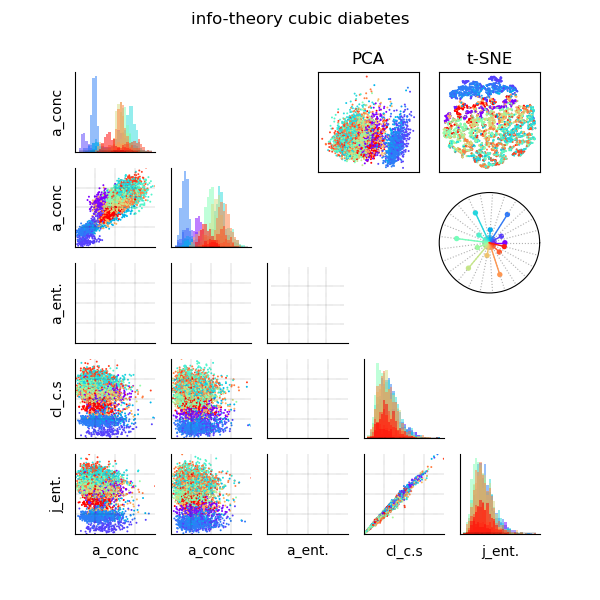 info-theory cubic diabetes
PCA
t-SNE
a_conc
a_conc
a_ent.
cl_c.s
j_ent.
a_conc
a_conc
a_ent.
cl_c.s
j_ent.